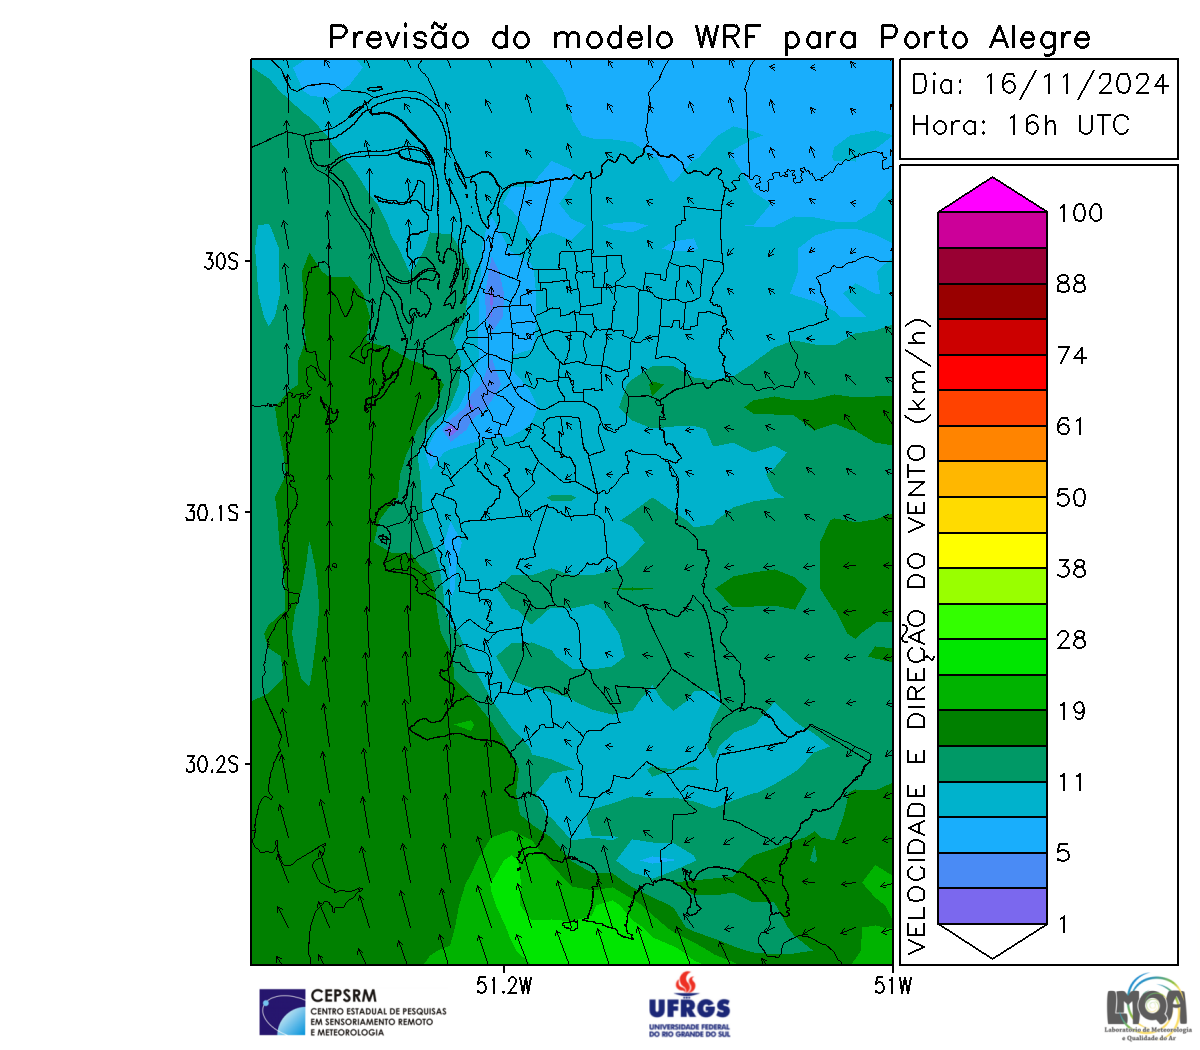 Previsão do modelo WRF para Porto Alegre
Dia: 16/11/2024
Hora: 16h UTC
30S
30.1S
30.2S
51.2W
51W
VELOCIDADE E DIREÇÃO DO VENTO (km/h)
100
88
74
61
50
38
28
19
11
5
1
CEPSRM
CENTRO ESTADUAL DE PESQUISAS
EM SENSORIAMENTO REMOTO
E METEOROLOGIA
UFRGS
UNIVERSIDADE FEDERAL
DO RIO GRANDE DO SUL
LMQA
Laboratório de Meteorologia
e Qualidade do Ar